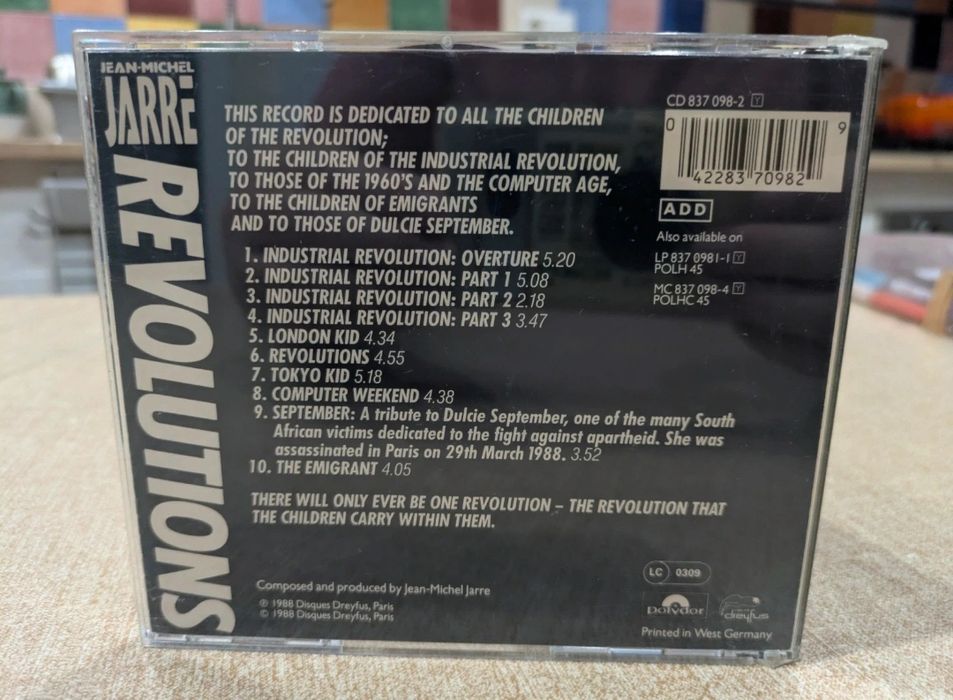 JEAN-MICHEL
JARRE
REVOLUTIONS
THIS RECORD IS DEDICATED TO ALL THE CHILDREN
OF THE REVOLUTION;
TO THE CHILDREN OF THE INDUSTRIAL REVOLUTION,
TO THOSE OF THE 1960'S AND THE COMPUTER AGE,
TO THE CHILDREN OF EMIGRANTS
AND TO THOSE OF DULCIE SEPTEMBER.
1. INDUSTRIAL REVOLUTION: OVERTURE 5.20
2. INDUSTRIAL REVOLUTION: PART 1 5.08
3. INDUSTRIAL REVOLUTION: PART 2 2.18
4. INDUSTRIAL REVOLUTION: PART 3 3.47
5. LONDON KID 4.34
6. REVOLUTIONS 4.55
7. TOKYO KID 5.18
8. COMPUTER WEEKEND 4.38
9. SEPTEMBER: A tribute to Dulcie September, one of the many South
African victims dedicated to the fight against apartheid. She was
assassinated in Paris on 29th March 1988. 3.52
10. THE EMIGRANT 4.05
THERE WILL ONLY EVER BE ONE REVOLUTION – THE REVOLUTION THAT
THE CHILDREN CARRY WITHIN THEM.
Composed and produced by Jean-Michel Jarre
℗ 1988 Disques Dreyfus, Paris
© 1988 Disques Dreyfus, Paris
CD 837 098-2 Y
0 42283 70982 9
ADD
Also available on
LP 837 0981-1 Y
POLH 45
MC 837 098-4 Y
POLHC 45
LC 0309
polydor
dreyfus
Printed in West Germany